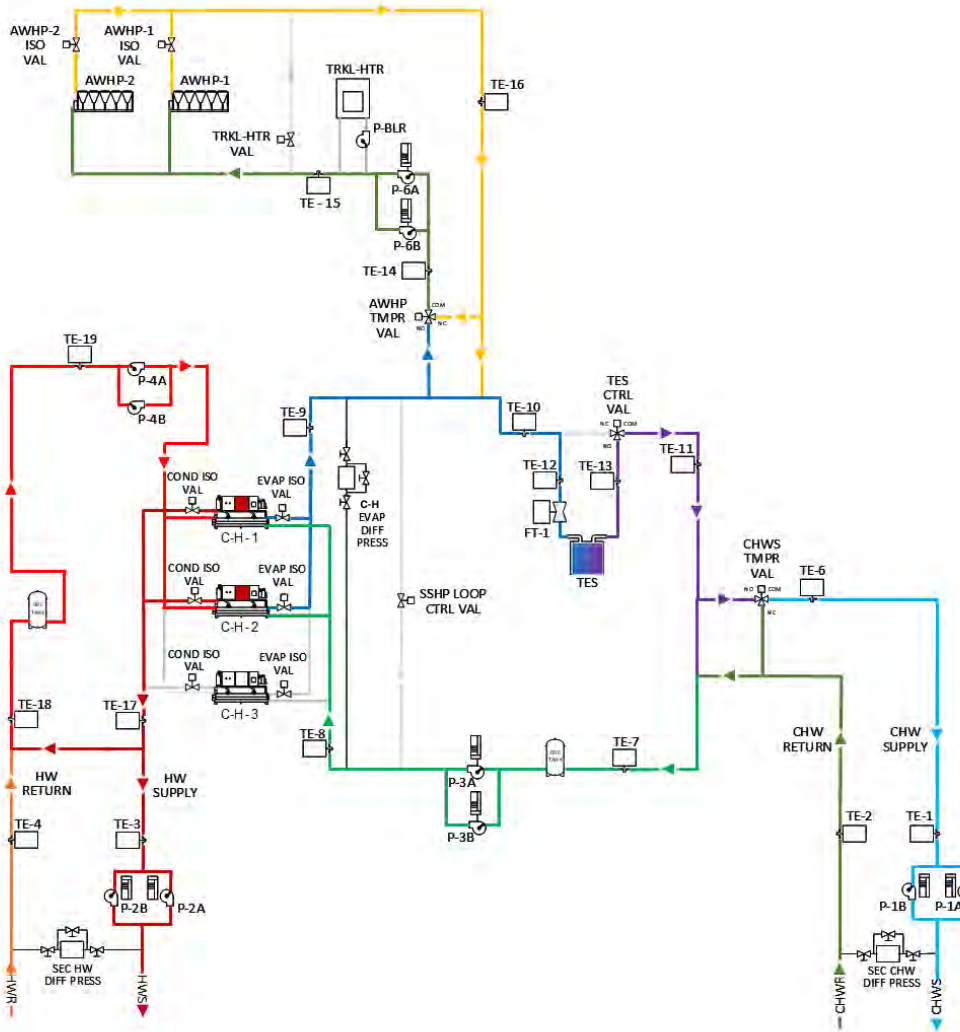 AWHP-2
ISO
VAL
AWHP-1
ISO
VAL
AWHP-2
AWHP-1
TRKL-HTR
TE-16
P-BLR
TRKL-HTR
VAL
P-6A
TE - 15
P-6B
TE-14
AWHP
TMPR
VAL
COM
N.O
N.C
TE-19
P-4A
P-4B
TE-9
TE-10
TES
CTRL
VAL
N.C
COM
N.O
TE-11
TE-12
TE-13
COND ISO
VAL
EVAP ISO
VAL
C-H
EVAP
DIFF
PRESS
C-H-1
FT-1
TES
CHWS
TMPR
VAL
TE-6
N.O
COM
N.C
COND ISO
VAL
EVAP ISO
VAL
C-H-2
SSHP LOOP
CTRL VAL
COND ISO
VAL
EVAP ISO
VAL
C-H-3
TE-18
TE-17
TE-8
TE-7
CHW
RETURN
CHW
SUPPLY
HW
RETURN
HW
SUPPLY
P-3A
P-3B
TE-4
TE-3
TE-2
TE-1
P-2B
P-2A
P-1B
P-1A
SEC HW
DIFF PRESS
SEC CHW
DIFF PRESS
HWR
HWS
CHWR
CHWS